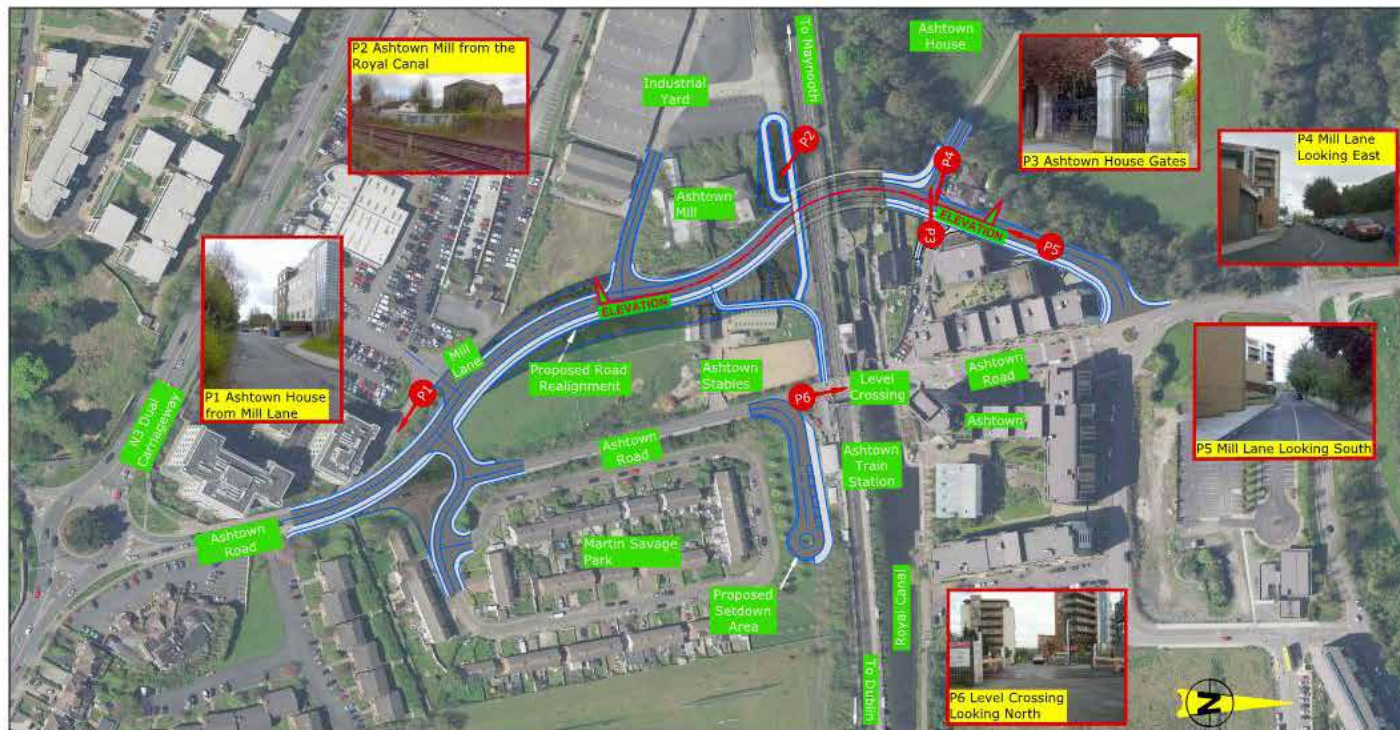 P2 Ashtown Mill from the
Royal Canal
To Maynooth
Ashtown
House
Industrial
Yard
P3 Ashtown House Gates
P4 Mill Lane
Looking East
P2
P4
Ashtown
Mill
P3
ELEVATION
P5
P1 Ashtown House
from Mill Lane
ELEVATION
Mill
Lane
Proposed Road
Realignment
Ashtown
Stables
Level
Crossing
Ashtown
Road
P5 Mill Lane Looking South
N3 Dual
Carriageway
P1
P6
Ashtown
Ashtown
Road
Ashtown
Train
Station
Ashtown
Road
Martin Savage
Park
Proposed
Setdown
Area
Royal Canal
To Dublin
P6 Level Crossing
Looking North
N